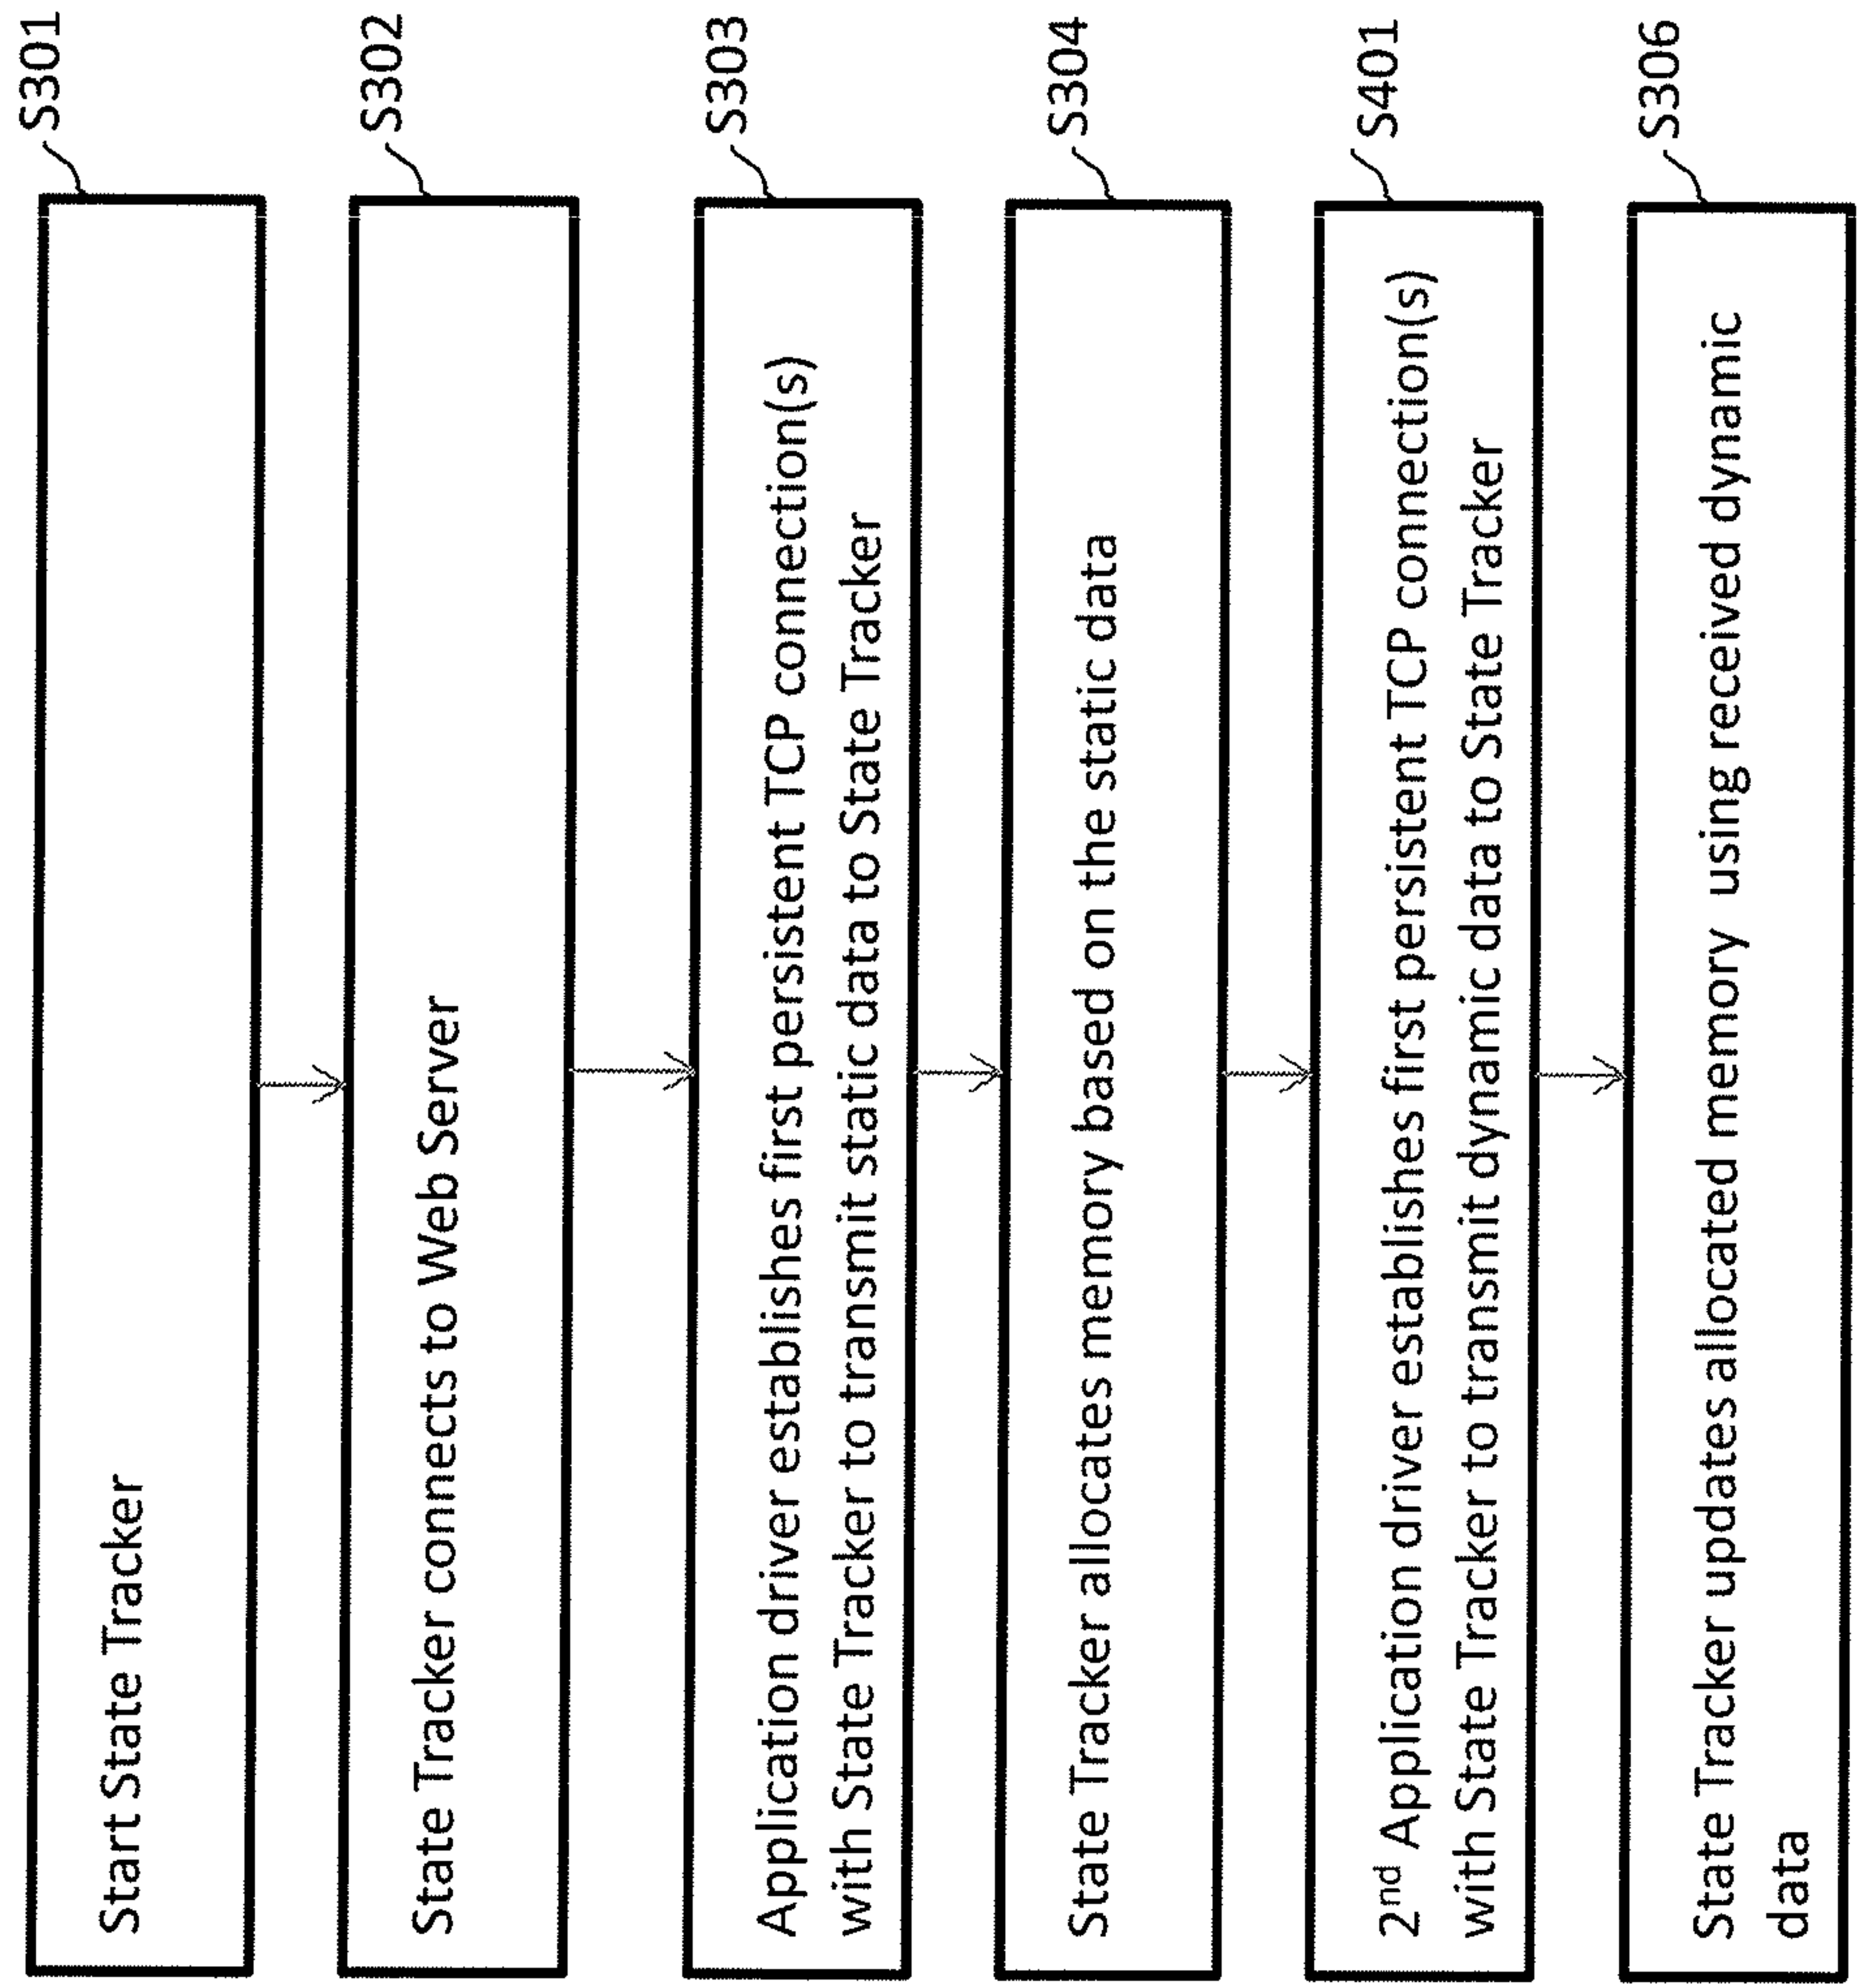 S301
Start State Tracker
S302
State Tracker connects to Web Server
S303
Application driver establishes first persistent TCP connection(s)
with State Tracker to transmit static data to State Tracker
S304
State Tracker allocates memory based on the static data
S401
2nd Application driver establishes first persistent TCP connection(s)
with State Tracker to transmit dynamic data to State Tracker
S306
State Tracker updates allocated memory using received dynamic
data